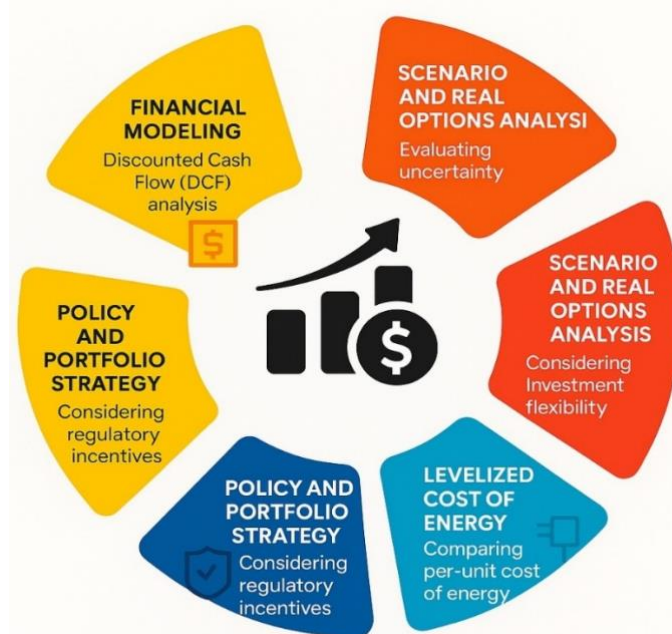 FINANCIAL
MODELING
Discounted Cash
Flow (DCF)
analysis
$
SCENARIO
AND REAL
OPTIONS ANALYSI
Evaluating
uncertainty
SCENARIO
AND REAL
OPTIONS
ANALYSIS
Considering
Investment
flexibility
LEVELIZED
COST OF
ENERGY
Comparing
per-unit cost
of energy
POLICY AND
PORTFOLIO
STRATEGY
Considering
regulatory
incentives
POLICY
AND
PORTFOLIO
STRATEGY
Considering
regulatory
incentives
$